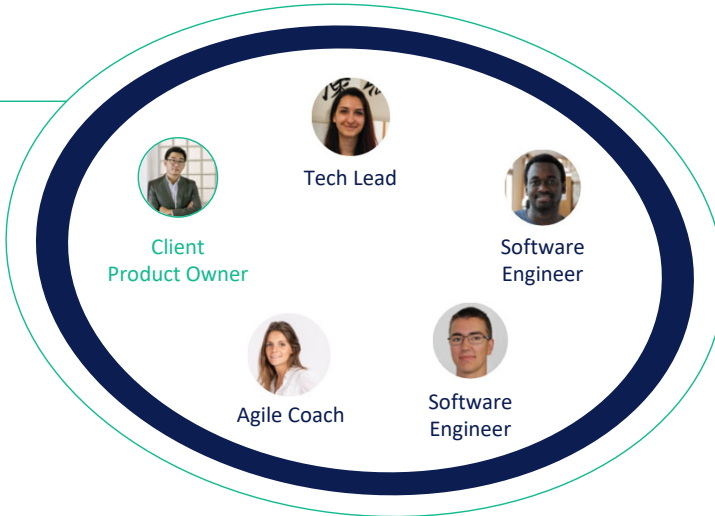 Tech Lead
Client
Product Owner
Software
Engineer
Agile Coach
Software
Engineer